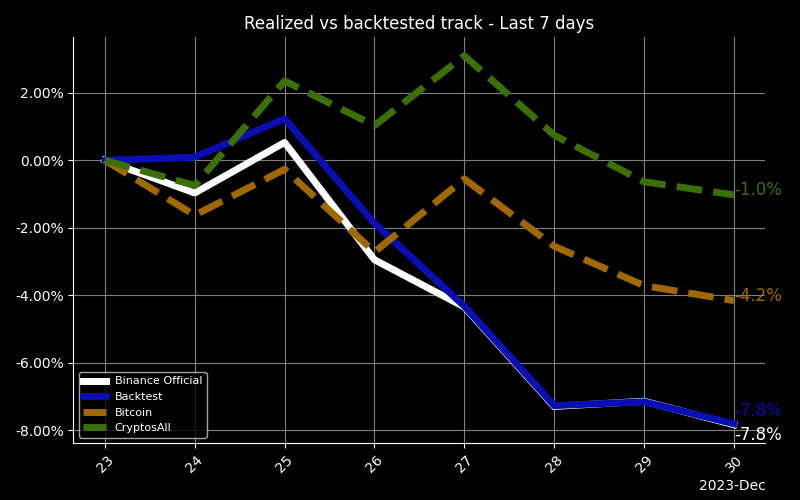 Realized vs backtested track - Last 7 days
2.00%
0.00%
-2.00%
-4.00%
-6.00%
-8.00%
-1.0%
-4.2%
-7.8%
-7.8%
Binance Official
Backtest
Bitcoin
CryptosAll
23 24 25 26 27 28 29 30
2023-Dec